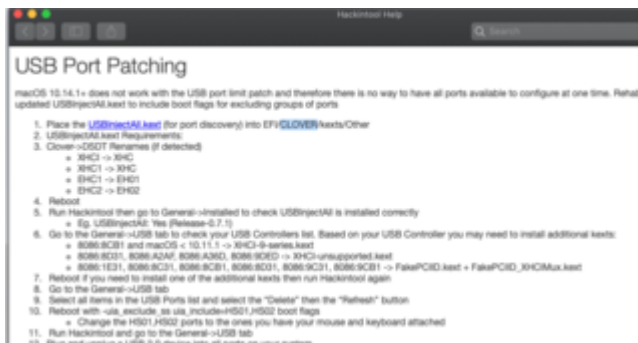 Hackintool Help
Search
USB Port Patching
macOS 10.14.1+ does not work with the USB port limit patch and therefore there is no way to have all ports available to configure at one time. Rehab
updated USBInjectAll.kext to include boot flags for excluding groups of ports
1. Place the USBInjectAll.kext (for port discovery) into EFI/CLOVER/kexts/Other
2. USBInjectAll.kext Requirements:
3. Clover->DSDT Renames (if detected)
XHCI -> XHC
XHC1 -> XHC
EHC1 -> EH01
EHC2 -> EH02
4. Reboot
5. Run Hackintool then go to General->Installed to check USBInjectAll is installed correctly
Eg. USBInjectAll: Yes (Release-0.7.1)
6. Go to the General->USB tab to check your USB Controllers list. Based on your USB Controller you may need to install additional kexts:
8086:8CB1 and macOS < 10.11.1 -> XHCI-9-series.kext
8086:8D31, 8086:A2AF, 8086:A36D, 8086:9DED -> XHCI-unsupported.kext
8086:1E31, 8086:8C31, 8086:8CB1, 8086:8D31, 8086:9C31, 8086:9CB1 -> FakePCIID.kext + FakePCIID_XHCIMux.kext
7. Reboot if you need to install one of the additional kexts then run Hackintool again
8. Go to the General->USB tab
9. Select all items in the USB Ports list and select the "Delete" then the "Refresh" button
10. Reboot with -uia_exclude_ss uia_include=HS01,HS02 boot flags
Change the HS01,HS02 ports to the ones you have your mouse and keyboard attached
11. Run Hackintool and go to the General->USB tab